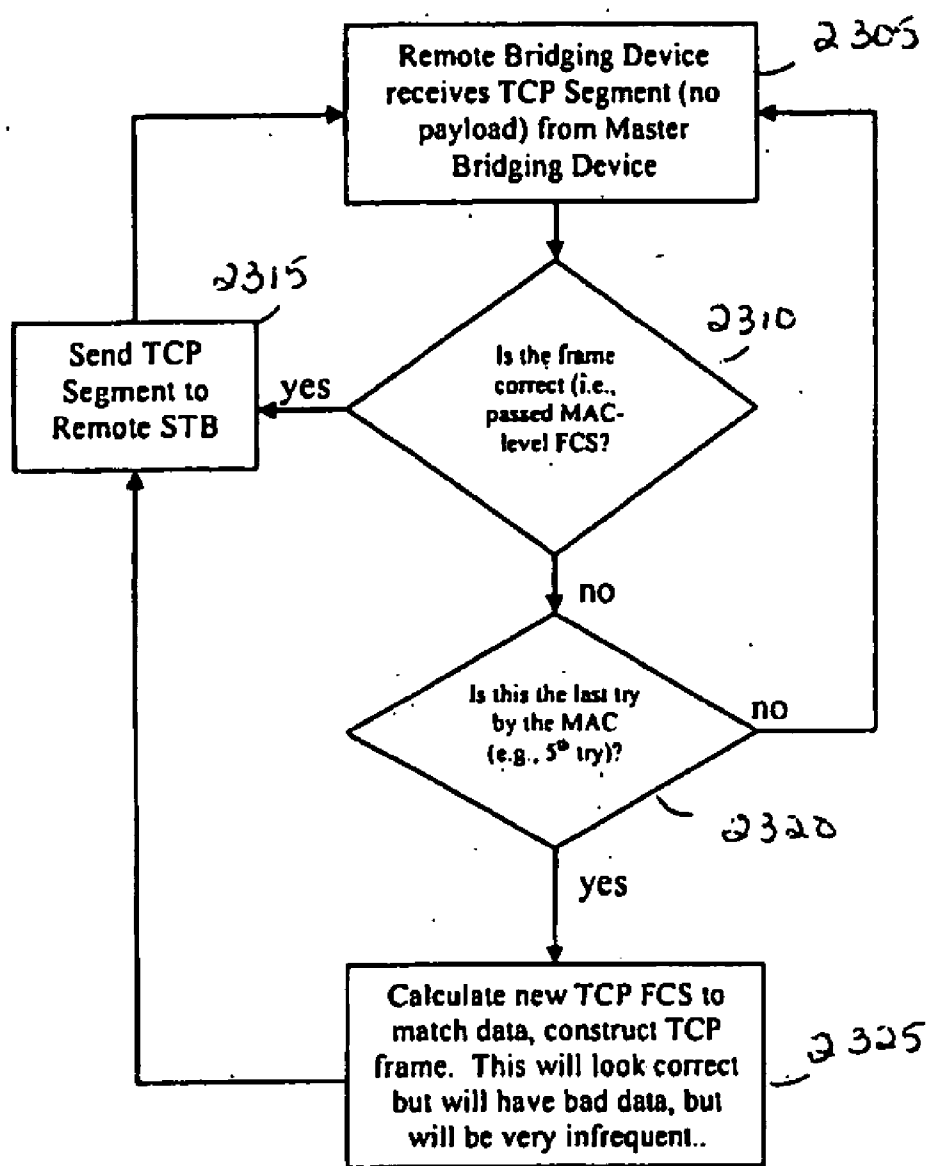 2305
Remote Bridging Device
receives TCP Segment (no
payload) from Master
Bridging Device
2315
2310
Send TCP
Segment to
Remote STB
yes
Is the frame
correct (i.e.,
passed MAC-
level FCS?
no
Is this the last try
by the MAC
(e.g., 5th try)?
no
2320
yes
Calculate new TCP FCS to
match data, construct TCP
frame. This will look correct
but will have bad data, but
will be very infrequent..
2325